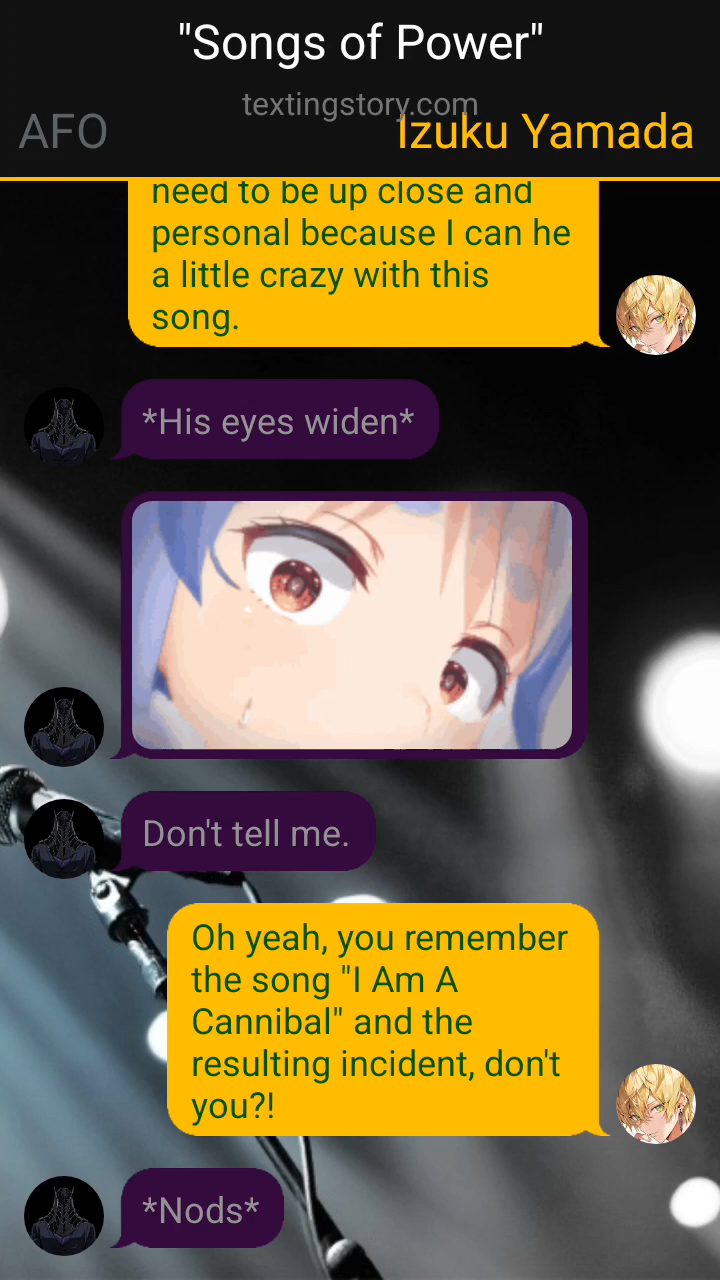 "Songs of Power"
textingstory.com
AFO
Izuku Yamada
need to be up close and
personal because I can he
a little crazy with this
song.
*His eyes widen*
Don't tell me.
Oh yeah, you remember
the song "I Am A
Cannibal" and the
resulting incident, don't
you?!
*Nods*